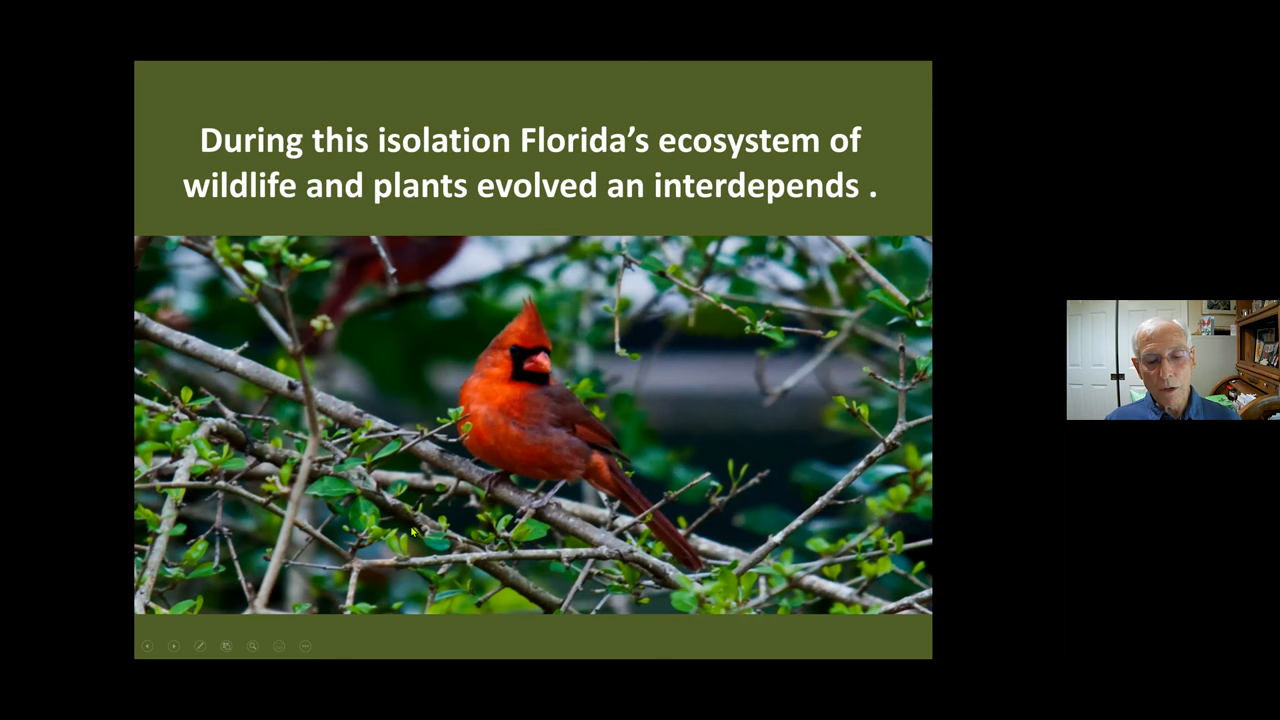 During this isolation Florida’s ecosystem of
wildlife and plants evolved an interdepends .